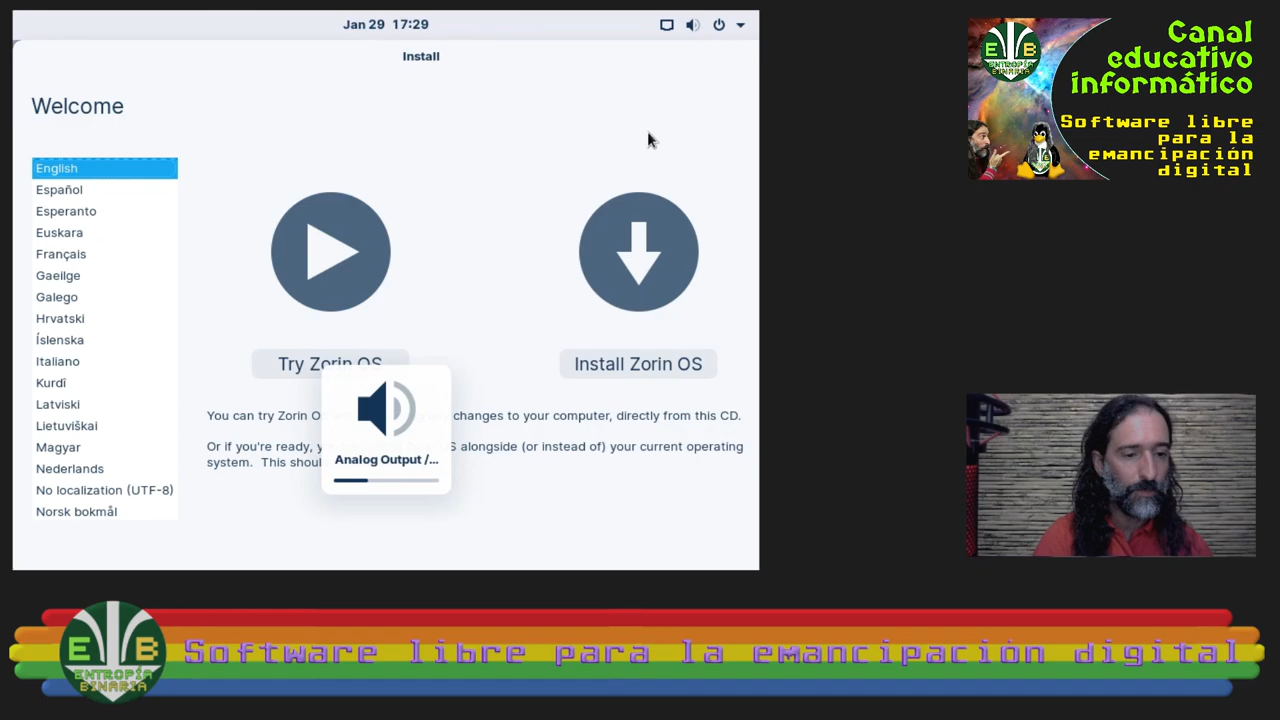 Jan 29 17:29
Install
Welcome
English
Español
Esperanto
Euskara
Français
Gaeilge
Galego
Hrvatski
Íslenska
Italiano
Kurdî
Latviski
Lietuviškai
Magyar
Nederlands
No localization (UTF-8)
Norsk bokmål
Try Zorin OS
Install Zorin OS
You can try Zorin O changes to your computer, directly from this CD.
Or if you're ready, S alongside (or instead of) your current operating
system. This shou
Analog Output /...
Canal
educativo
informático
Software libre
para la
emancipación
digital
E B
ENTROPÍA
BINARIA
E B
ENTROPÍA
BINARIA
Software libre para la emancipación digital